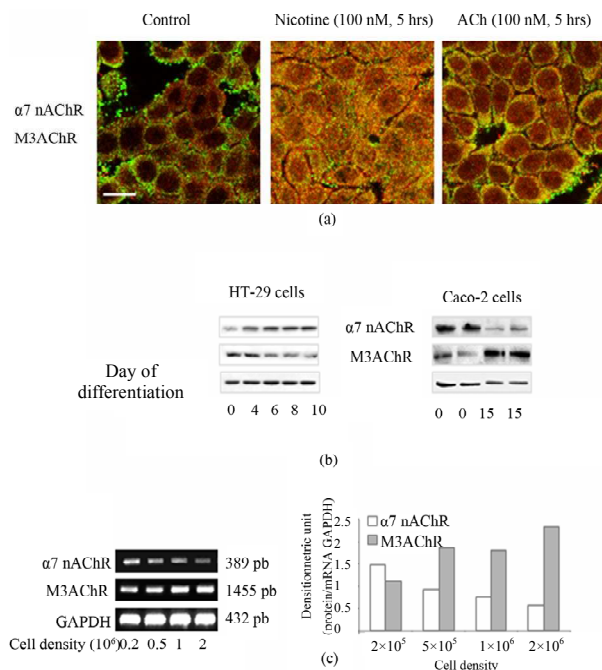 Control
Nicotine (100 nM, 5 hrs)
ACh (100 nM, 5 hrs)
α7 nAChR
M3AChR
(a)
HT-29 cells
Caco-2 cells
α7 nAChR
M3AChR
Day of
differentiation
0 4 6 8 10
0 0 15 15
(b)
α7 nAChR
389 pb
M3AChR
1455 pb
GAPDH
432 pb
Cell density (10⁶) 0.2 0.5 1 2
Densitionnetric unit
(protein/mRNA GAPDH)
2.5
2
1.5
1
0.5
0
α7 nAChR
M3AChR
2×10⁵ 5×10⁵ 1×10⁶ 2×10⁶
Cell density
(c)